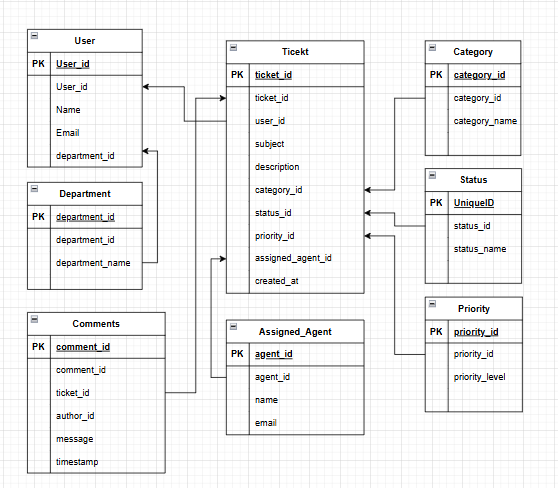 User
PK User_id
User_id
Name
Email
department_id
Department
PK department_id
department_id
department_name
Comments
PK comment_id
comment_id
ticket_id
author_id
message
timestamp
Ticekt
PK ticket_id
ticket_id
user_id
subject
description
category_id
status_id
priority_id
assigned_agent_id
created_at
Assigned_Agent
PK agent_id
agent_id
name
email
Category
PK category_id
category_id
category_name
Status
PK UniqueID
status_id
status_name
Priority
PK priority_id
priority_id
priority_level